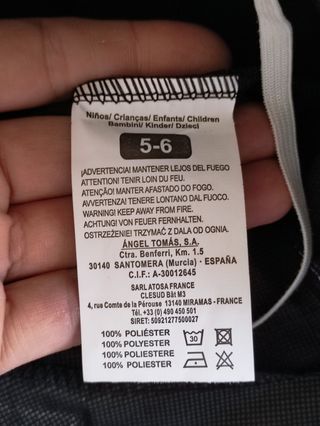 Niños/ Crianças/ Enfants/ Children
Bambini/ Kinder/ Dzieci
5-6
¡ADVERTENCIA! MANTENER LEJOS DEL FUEGO
ATTENTION! TENIR LOIN DU FEU.
ATENÇÃO! MANTER AFASTADO DO FOGO.
AVVERTENZA! TENERE LONTANO DAL FUOCO.
WARNING! KEEP AWAY FROM FIRE.
ACHTUNG! VON FEUER FERNHALTEN.
OSTRZEŻENIE! TRZYMAĆ Z DALA OD OGNIA.
ÁNGEL TOMÁS, S.A.
Ctra. Benferri, Km. 1.5
30140 SANTOMERA (Murcia) - ESPAÑA
C.I.F.: A-30012645
SARL ATOSA FRANCE
CLESUD Bât M3
4, rue Comte de la Pérouse 13140 MIRAMAS - FRANCE
Tél. +33 (0) 490 450 501
SIRET: 50921277500027
100% POLIÉSTER
100% POLYESTER
100% POLIESTERE
100% POLIÉSTER
30